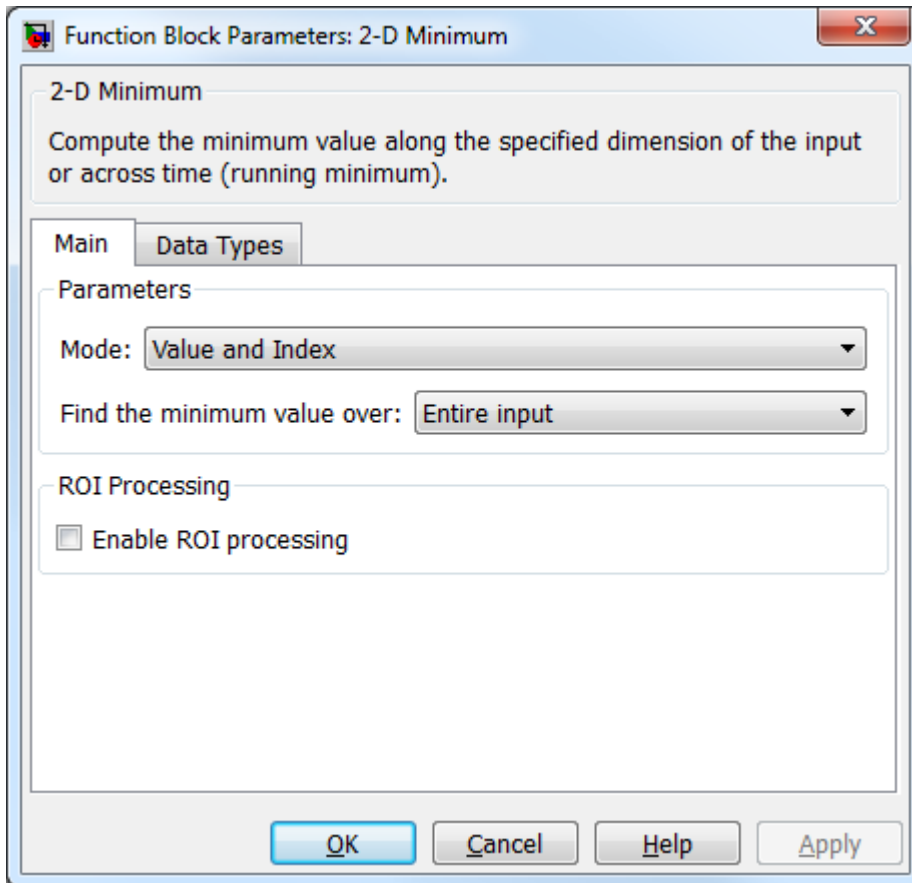 Function Block Parameters: 2-D Minimum
2-D Minimum
Compute the minimum value along the specified dimension of the input
or across time (running minimum).
Main Data Types
Parameters
Mode: Value and Index
Find the minimum value over: Entire input
ROI Processing
Enable ROI processing
OK Cancel Help Apply